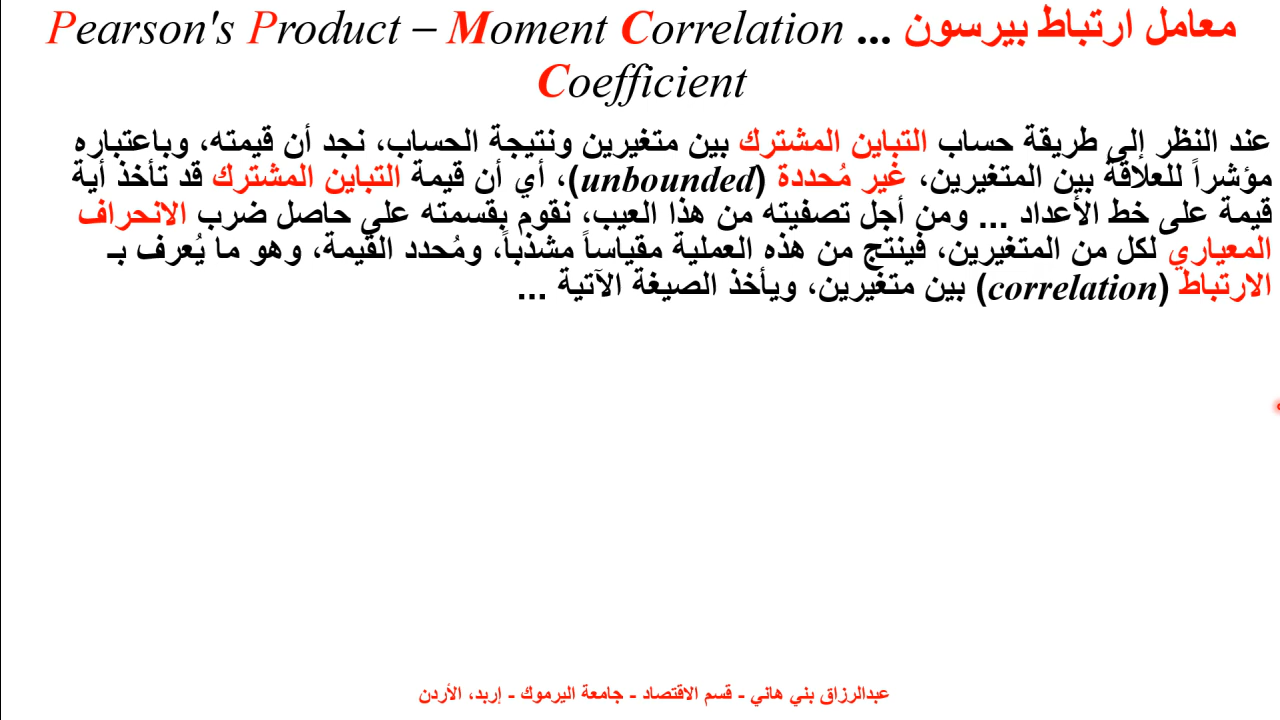 معامل ارتباط بيرسون ... Pearson's Product – Moment Correlation
Coefficient
عند النظر إلى طريقة حساب التباين المشترك بين متغيرين ونتيجة الحساب، نجد أن قيمته، وباعتباره
مؤشراً للعلاقة بين المتغيرين، غير مُحددة (unbounded)، أي أن قيمة التباين المشترك قد تأخذ أية
قيمة على خط الأعداد ... ومن أجل تصفيته من هذا العيب، نقوم بقسمته على حاصل ضرب الانحراف
المعياري لكل من المتغيرين، فينتج من هذه العملية مقياساً مشذباً، ومُحدد القيمة، وهو ما يُعرف بـ
الارتباط (correlation) بين متغيرين، ويأخذ الصيغة الآتية ...
عبدالرزاق بني هاني - قسم الاقتصاد - جامعة اليرموك - إربد، الأردن